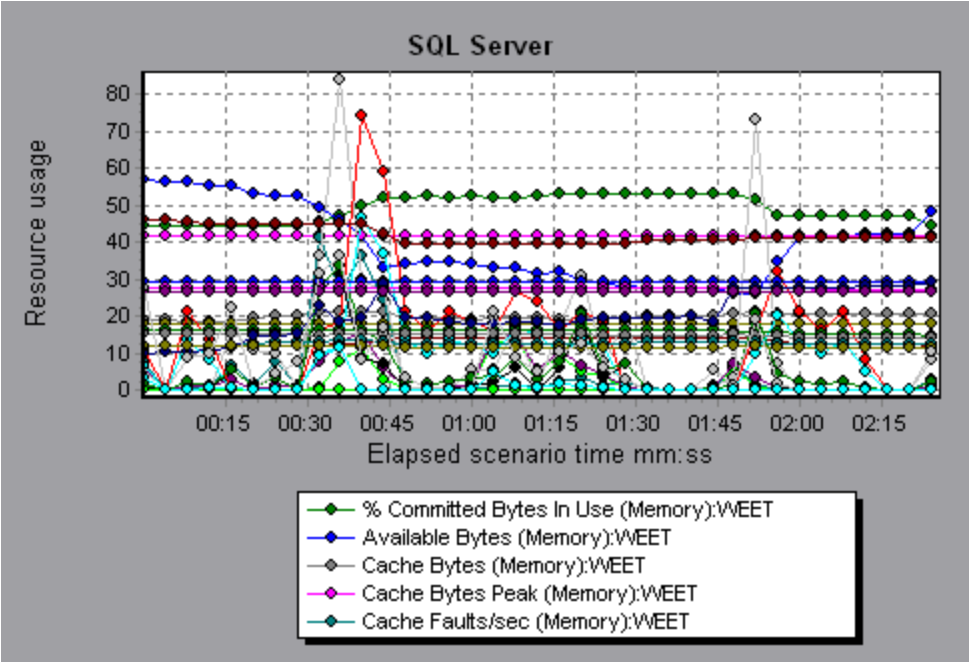 SQL Server
Resource usage
80
70
60
50
40
30
20
10
0
00:15 00:30 00:45 01:00 01:15 01:30 01:45 02:00 02:15
Elapsed scenario time mm:ss
% Committed Bytes In Use (Memory):WEET
Available Bytes (Memory):WEET
Cache Bytes (Memory):WEET
Cache Bytes Peak (Memory):WEET
Cache Faults/sec (Memory):WEET